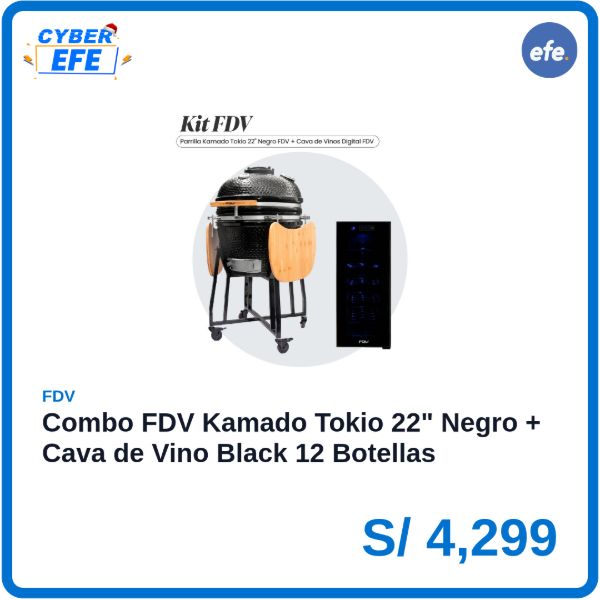 CYBER
EFE
efe.
Kit FDV
Parrilla Kamado Tokio 22" Negro FDV + Cava de Vinos Digital FDV
FDV
FDV
Combo FDV Kamado Tokio 22" Negro +
Cava de Vino Black 12 Botellas
S/ 4,299